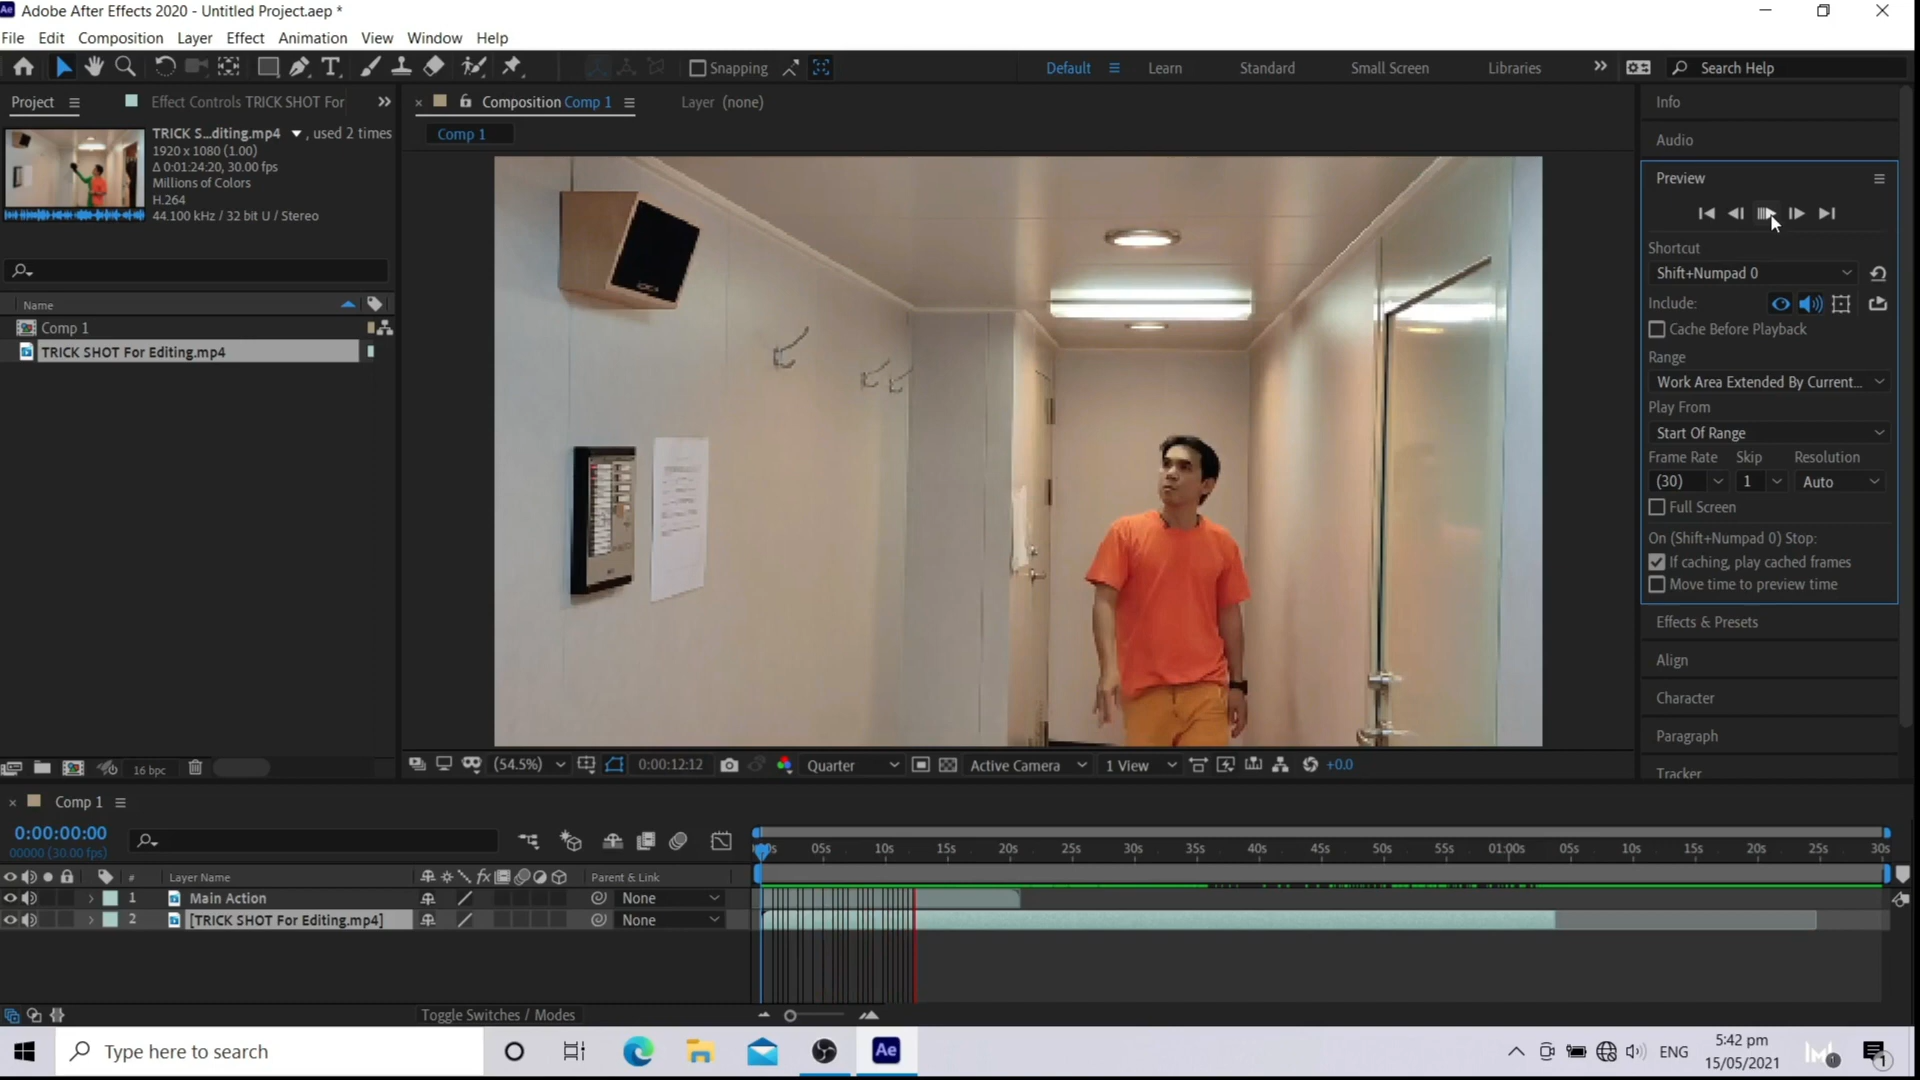 Ae Adobe After Effects 2020 - Untitled Project.aep *
File Edit Composition Layer Effect Animation View Window Help
T Snapping Default Learn Standard Small Screen Libraries » Search Help
Project Effect Controls TRICK SHOT For » × Composition Comp 1 Layer (none) Info
TRICK S...diting.mp4 , used 2 times Comp 1
1920 x 1080 (1.00) Audio
Δ 0:01:24:20, 30.00 fps
Millions of Colors Preview
H.264
44.100 kHz / 32 bit U / Stereo
Shortcut
Shift+Numpad 0
Name Include:
Comp 1 Cache Before Playback
TRICK SHOT For Editing.mp4 Range
Work Area Extended By Current...
Play From
Start Of Range
Frame Rate Skip Resolution
(30) 1 Auto
Full Screen
On (Shift+Numpad 0) Stop:
If caching, play cached frames
Move time to preview time
Effects & Presets
Align
Character
Paragraph
Tracker
16 bpc (54.5%) 0:00:12:12 Quarter Active Camera 1 View +0.0
× Comp 1
0:00:00:00
00000 (30.00 fps) 05s 10s 15s 20s 25s 30s 35s 40s 45s 50s 55s 01:00s 05s 10s 15s 20s 25s 30s
# Layer Name fx Parent & Link
1 Main Action None
2 [TRICK SHOT For Editing.mp4] None
Toggle Switches / Modes
Type here to search Ae ENG 5:42 pm 1
15/05/2021